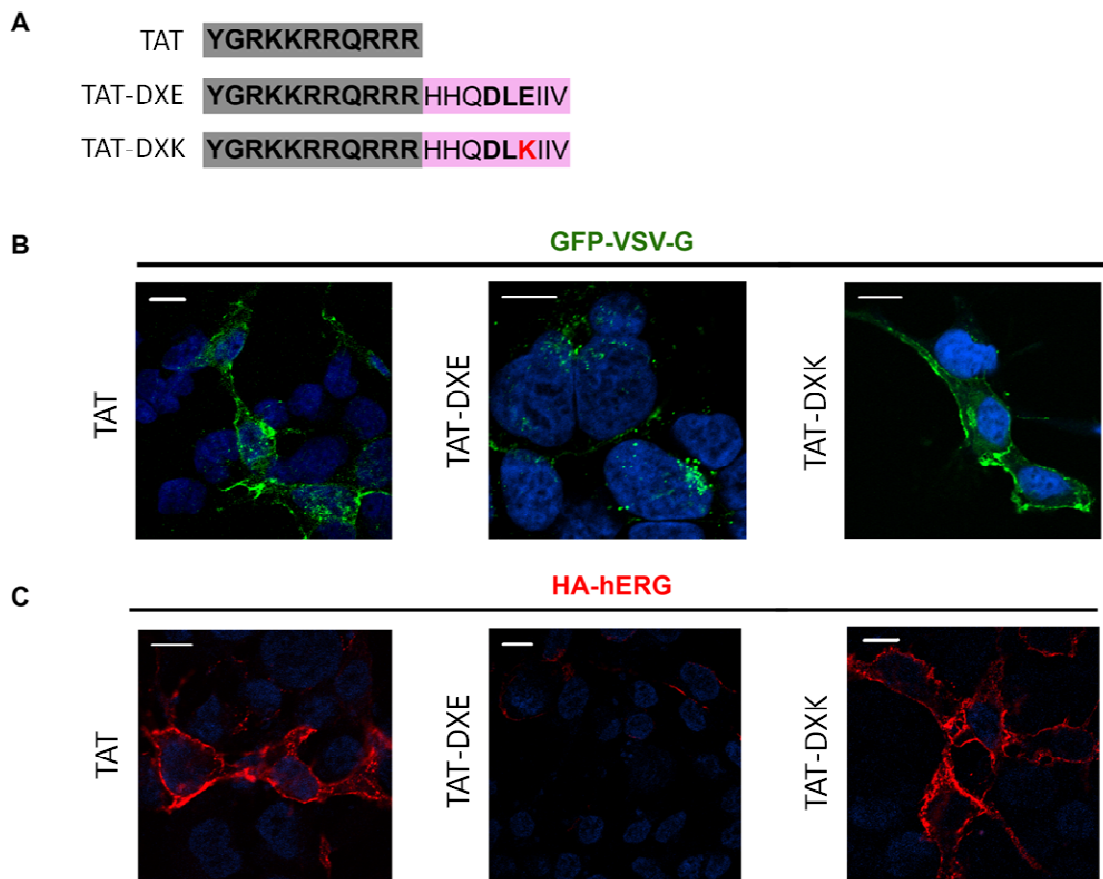 A
TAT YGRKKRRQRRR
TAT-DXE YGRKKRRQRRRHHQDLEIIV
TAT-DXK YGRKKRRQRRRHHQDLKIIV
B
GFP-VSV-G
TAT
TAT-DXE
TAT-DXK
C
HA-hERG
TAT
TAT-DXE
TAT-DXK